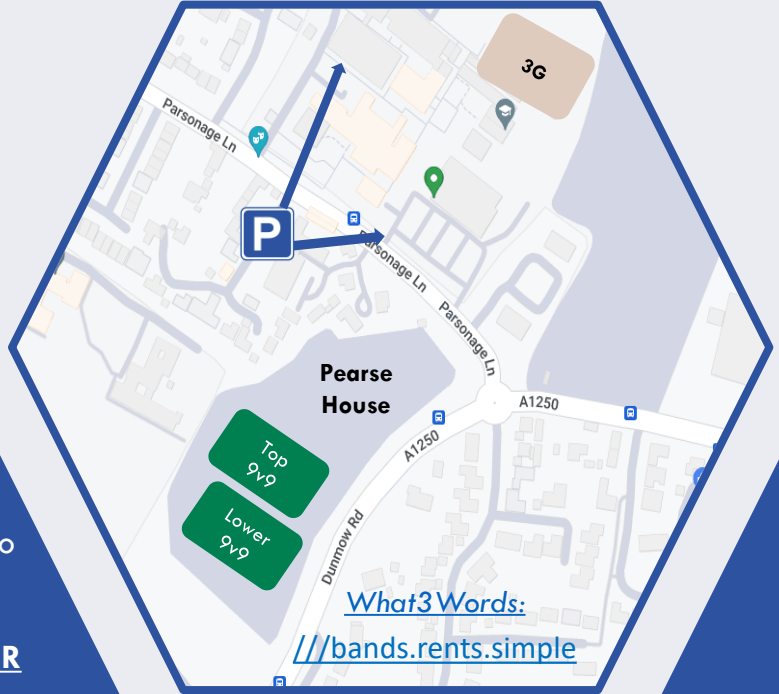 3G
Parsonage Ln
P
Parsonage Ln
Parsonage Ln
Pearse
House
A1250
A1250
Top
9v9
Lower
9v9
Dunmow Rd
What3Words:
///bands.rents.simple
O
R